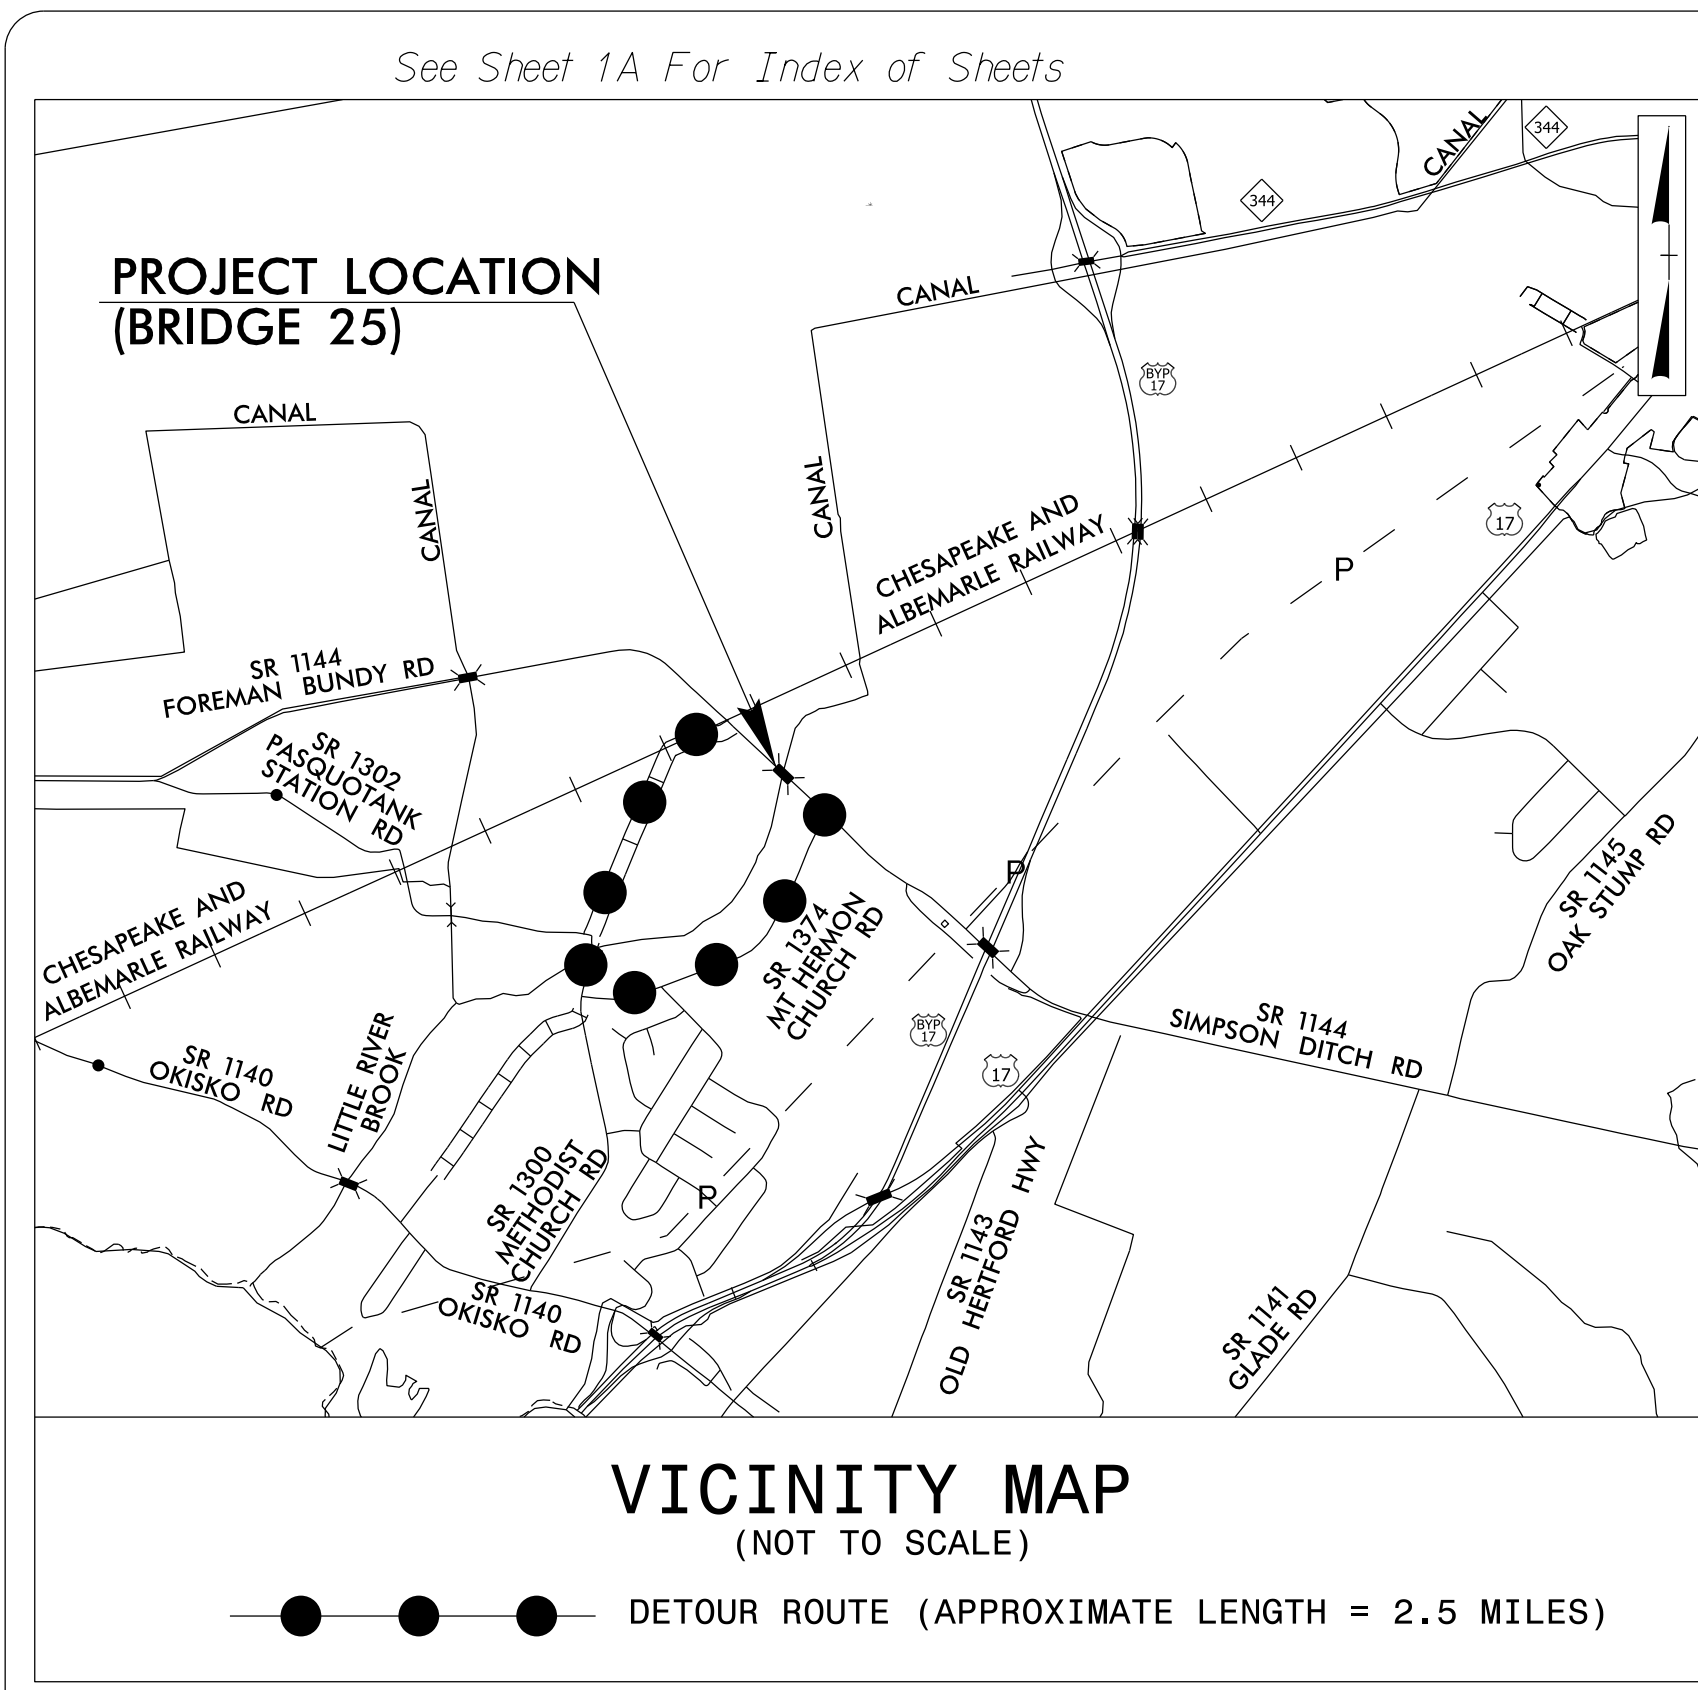 See Sheet 1A For Index of Sheets
CANAL
344
344
PROJECT LOCATION
(BRIDGE 25)
CANAL
BYP
17
CANAL
CANAL
CANAL
CHESAPEAKE AND
ALBEMARLE RAILWAY
17
P
SR 1144
FOREMAN BUNDY RD
SR 1302
PASQUOTANK
STATION RD
P
SR 1145
OAK STUMP RD
CHESAPEAKE AND
ALBEMARLE RAILWAY
SR 1374
MT HERMON
CHURCH RD
BYP
17
SR 1144
SIMPSON DITCH RD
17
SR 1140
OKISKO RD
LITTLE RIVER
BROOK
SR 1300
METHODIST
CHURCH RD
P
SR 1143
OLD HERTFORD HWY
SR 1140
OKISKO RD
SR 1141
GLADE RD
VICINITY MAP
(NOT TO SCALE)
DETOUR ROUTE (APPROXIMATE LENGTH = 2.5 MILES)